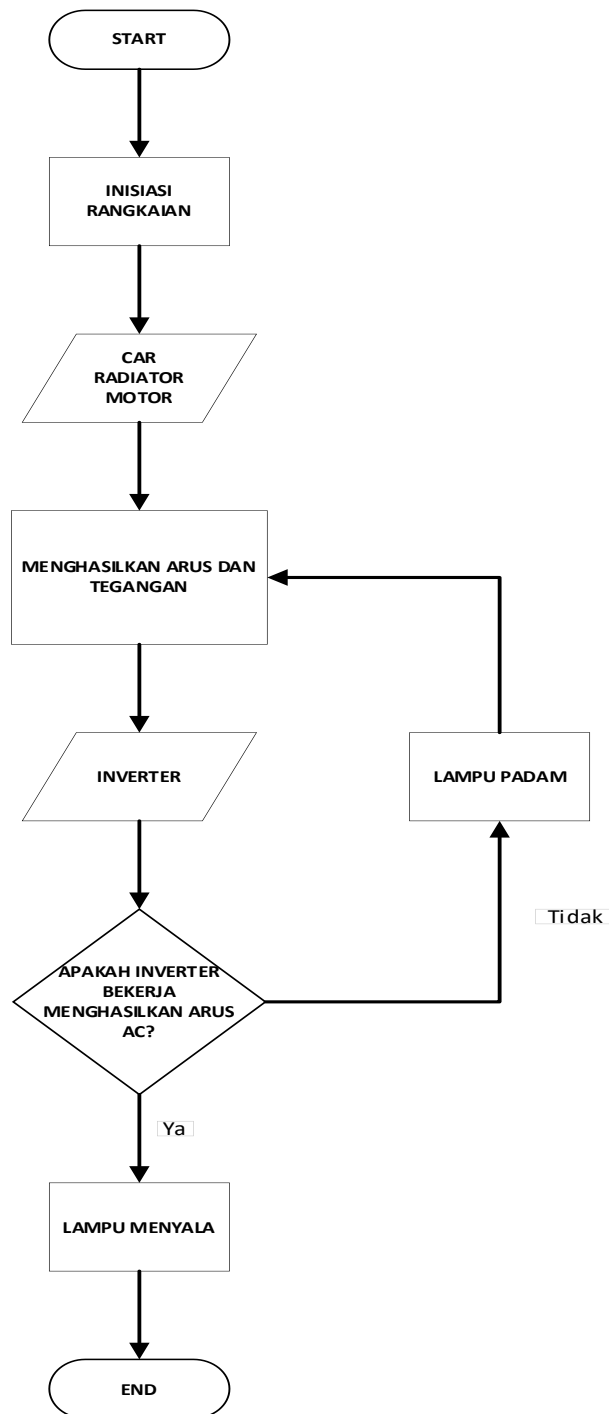 START
INISIASI
RANGKAIAN
CAR
RADIATOR
MOTOR
MENGHASILKAN ARUS DAN
TEGANGAN
INVERTER
LAMPU PADAM
Tidak
APAKAH INVERTER
BEKERJA
MENGHASILKAN ARUS
AC?
Ya
LAMPU MENYALA
END